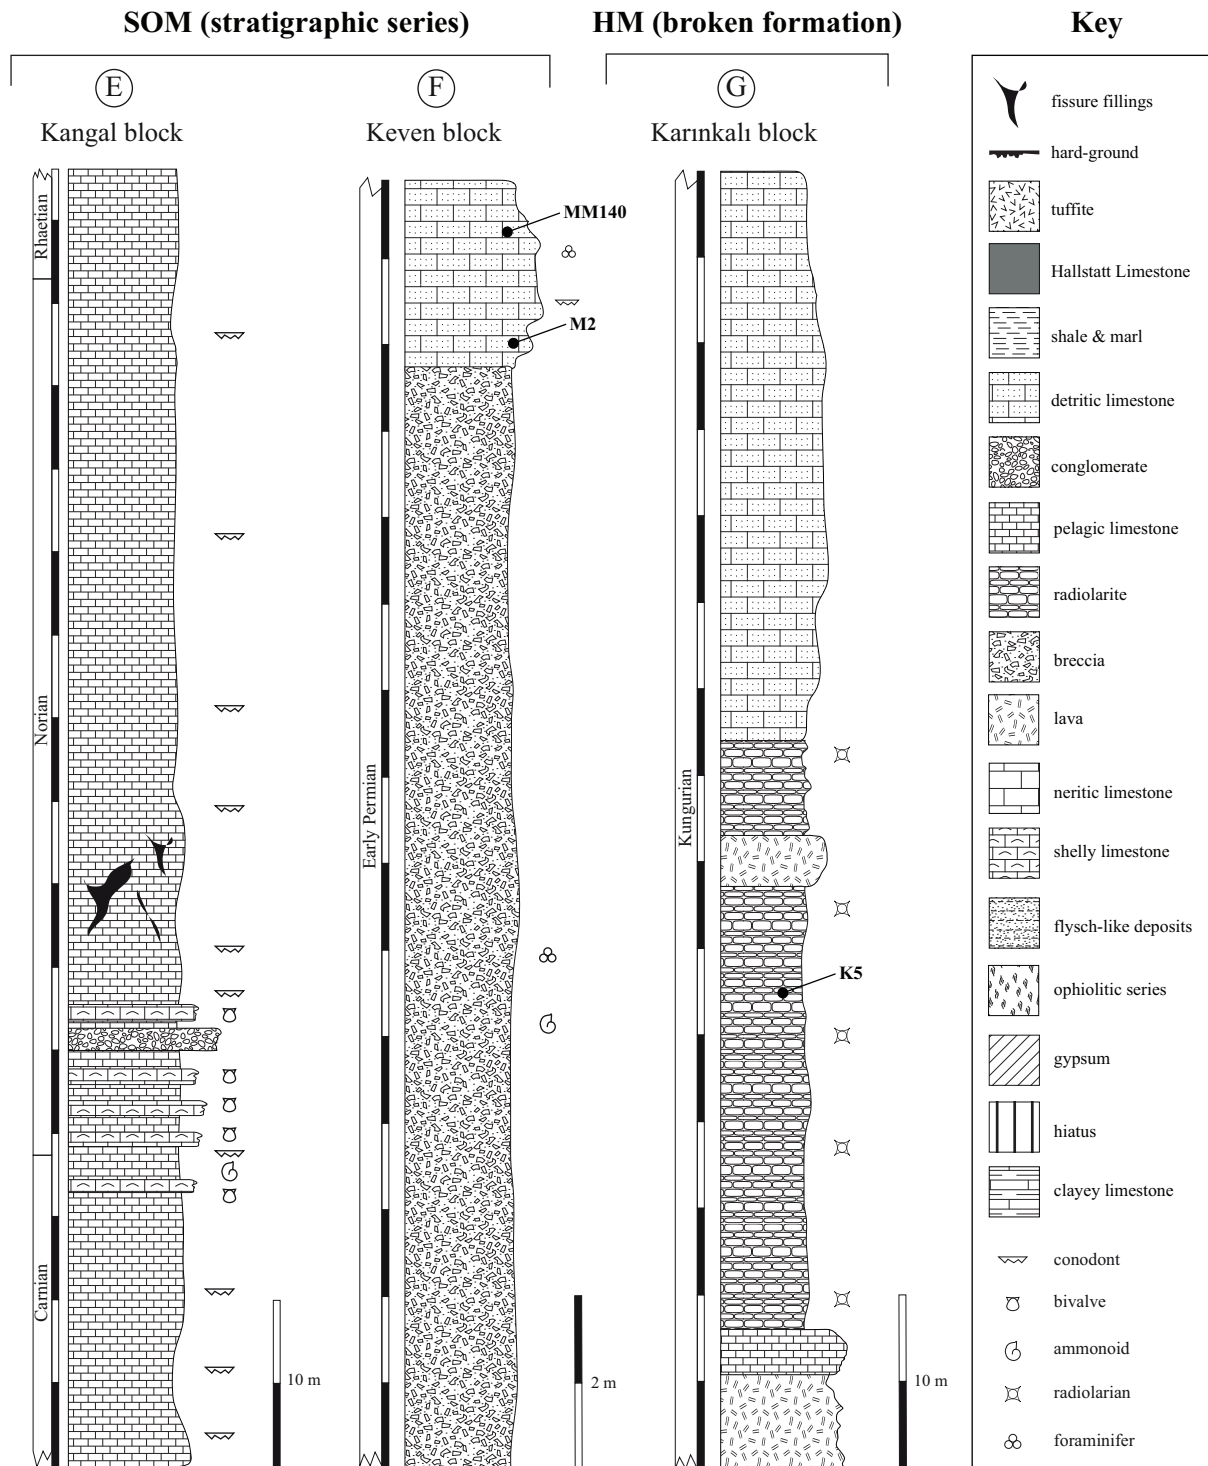 SOM (stratigraphic series)
HM (broken formation)
Key
E
F
G
Kangal block
Keven block
Karınkalı block
Rhaetian
Norian
Carnian
Early Permian
MM140
M2
Kungurian
K5
10 m
2 m
10 m
fissure fillings
hard-ground
tuffite
Hallstatt Limestone
shale & marl
detritic limestone
conglomerate
pelagic limestone
radiolarite
breccia
lava
neritic limestone
shelly limestone
flysch-like deposits
ophiolitic series
gypsum
hiatus
clayey limestone
conodont
bivalve
ammonoid
radiolarian
foraminifer